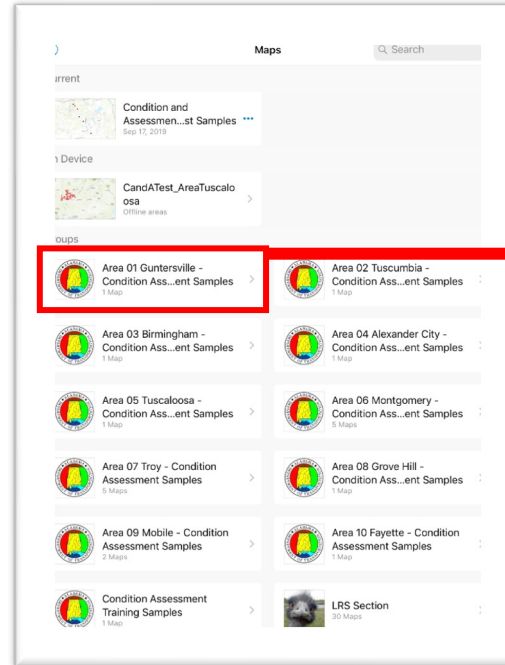 Maps
Search
Condition and
Assessmen...st Samples
Sep 17, 2019
CandATest_AreaTuscalo
osa
Offline areas
Area 01 Guntersville -
Condition Ass...ent Samples
1 Map
Area 02 Tuscumbia -
Condition Ass...ent Samples
1 Map
Area 03 Birmingham -
Condition Ass...ent Samples
1 Map
Area 04 Alexander City -
Condition Ass...ent Samples
1 Map
Area 05 Tuscaloosa -
Condition Ass...ent Samples
1 Map
Area 06 Montgomery -
Condition Ass...ent Samples
5 Maps
Area 07 Troy - Condition
Assessment Samples
5 Maps
Area 08 Grove Hill -
Condition Ass...ent Samples
1 Map
Area 09 Mobile - Condition
Assessment Samples
2 Maps
Area 10 Fayette - Condition
Assessment Samples
1 Map
Condition Assessment
Training Samples
1 Map
LRS Section
30 Maps